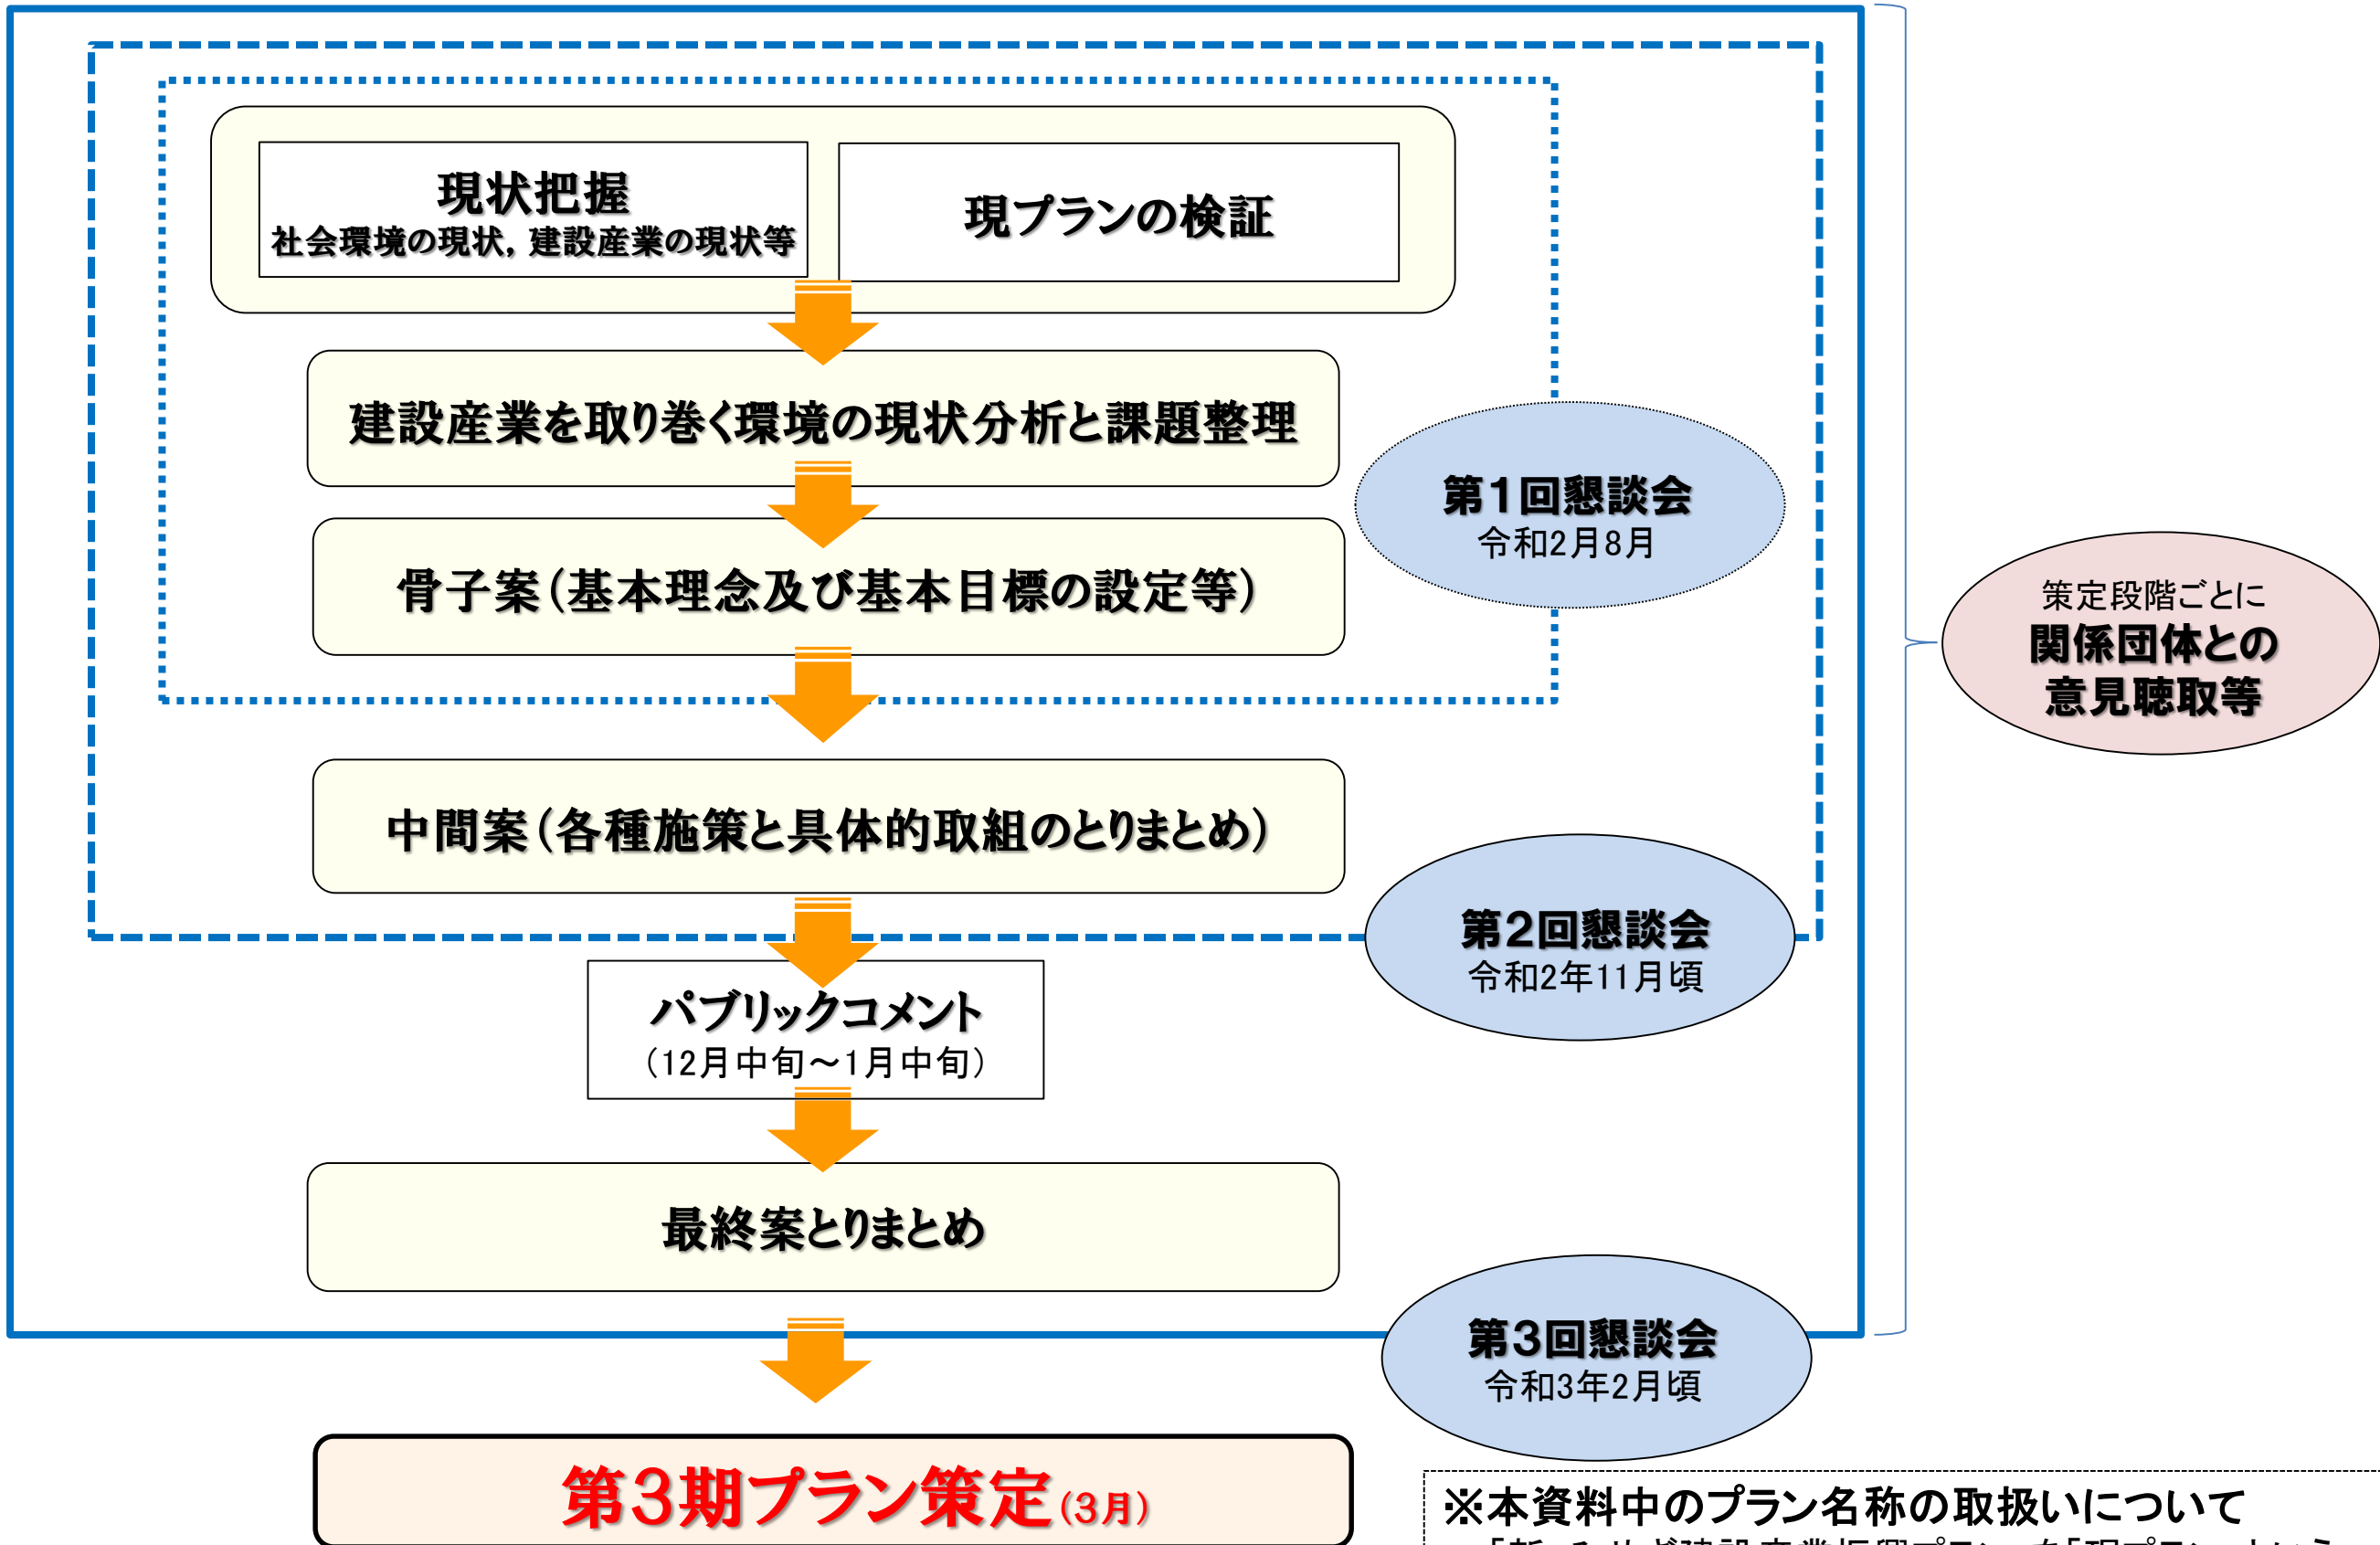 現状把握
社会環境の現状，建設産業の現状等
現プランの検証
建設産業を取り巻く環境の現状分析と課題整理
骨子案（基本理念及び基本目標の設定等）
第1回懇談会
令和2月8月
策定段階ごとに
関係団体との
意見聴取等
中間案（各種施策と具体的取組のとりまとめ）
第2回懇談会
令和2年11月頃
パブリックコメント
（12月中旬～1月中旬）
最終案とりまとめ
第3回懇談会
令和3年2月頃
第3期プラン策定（3月）
※本資料中のプラン名称の取扱いについて